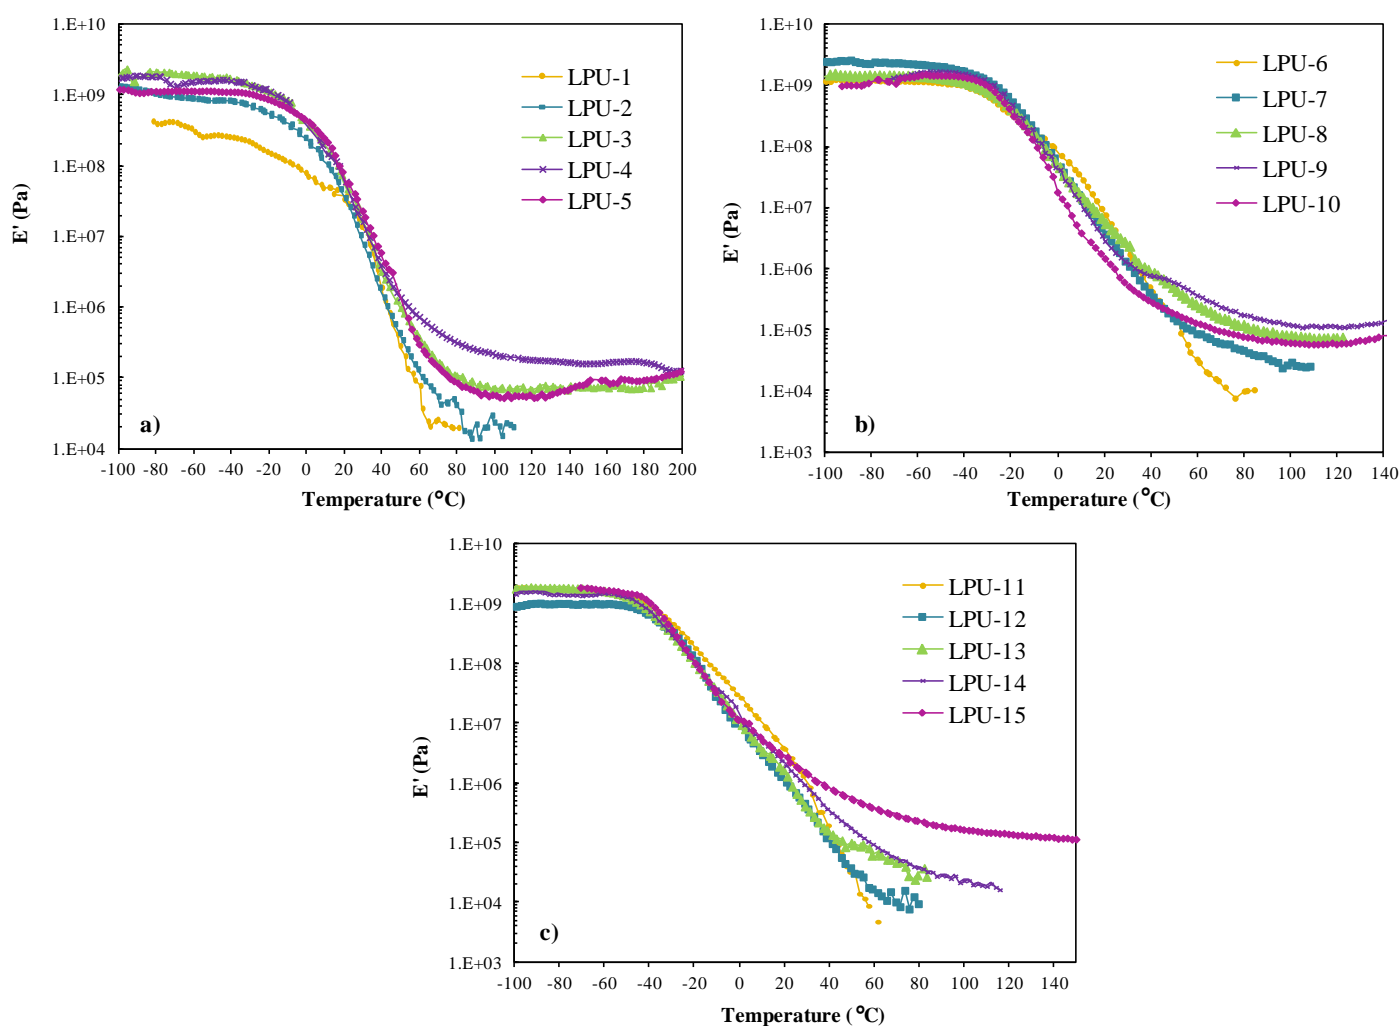 1.E+10
1.E+09
1.E+08
1.E+07
1.E+06
1.E+05
1.E+04
E' (Pa)
LPU-1
LPU-2
LPU-3
LPU-4
LPU-5
a)
-100 -80 -60 -40 -20 0 20 40 60 80 100 120 140 160 180 200
Temperature (°C)
1.E+10
1.E+09
1.E+08
1.E+07
1.E+06
1.E+05
1.E+04
1.E+03
E' (Pa)
LPU-6
LPU-7
LPU-8
LPU-9
LPU-10
b)
-100 -80 -60 -40 -20 0 20 40 60 80 100 120 140
Temperature (°C)
1.E+10
1.E+09
1.E+08
1.E+07
1.E+06
1.E+05
1.E+04
1.E+03
E' (Pa)
LPU-11
LPU-12
LPU-13
LPU-14
LPU-15
c)
-100 -80 -60 -40 -20 0 20 40 60 80 100 120 140
Temperature (°C)